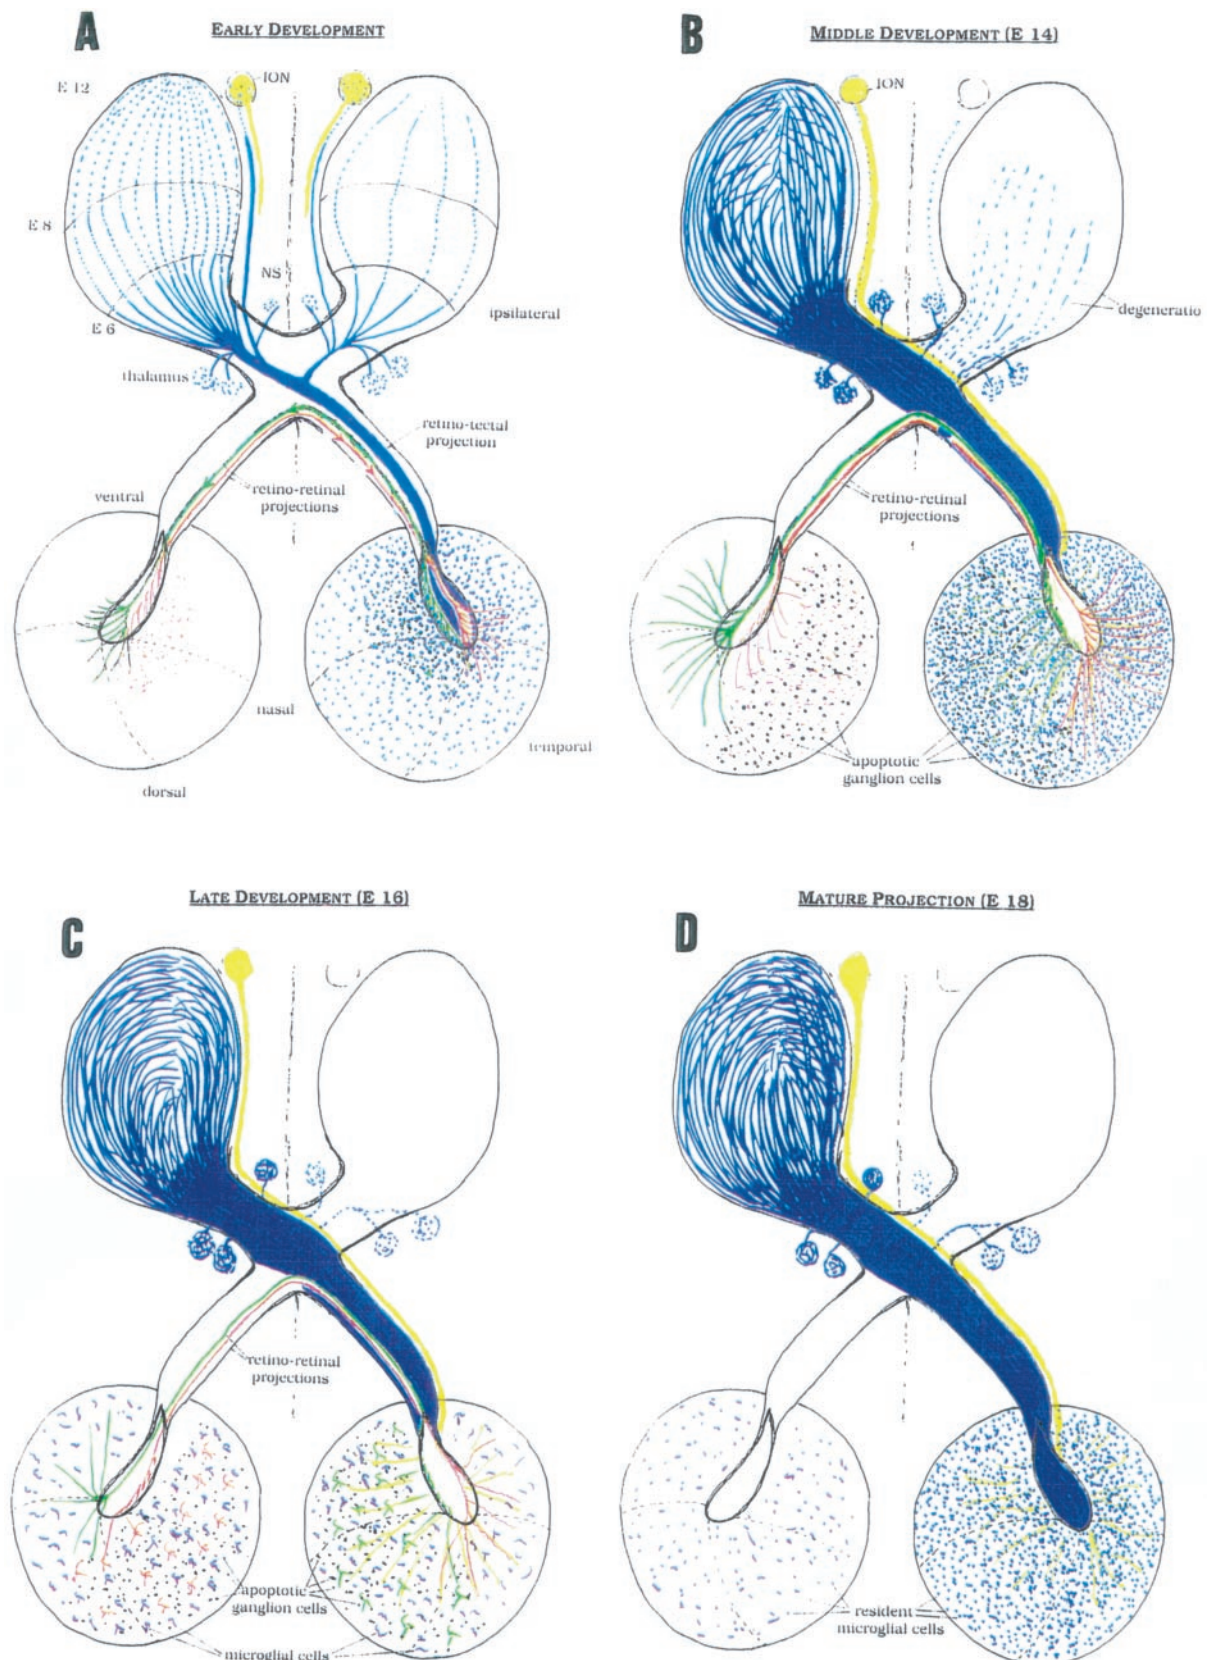 A
EARLY DEVELOPMENT
E 12
ION
E 8
NS
E 6
ipsilateral
thalamus
retino-tectal
projection
ventral
retino-retinal
projections
nasal
temporal
dorsal
B
MIDDLE DEVELOPMENT (E 14)
ION
degeneratio
retino-retinal
projections
apoptotic
ganglion cells
C
LATE DEVELOPMENT (E 16)
retino-retinal
projections
apoptotic
ganglion cells
microglial cells
D
MATURE PROJECTION (E 18)
resident
microglial cells